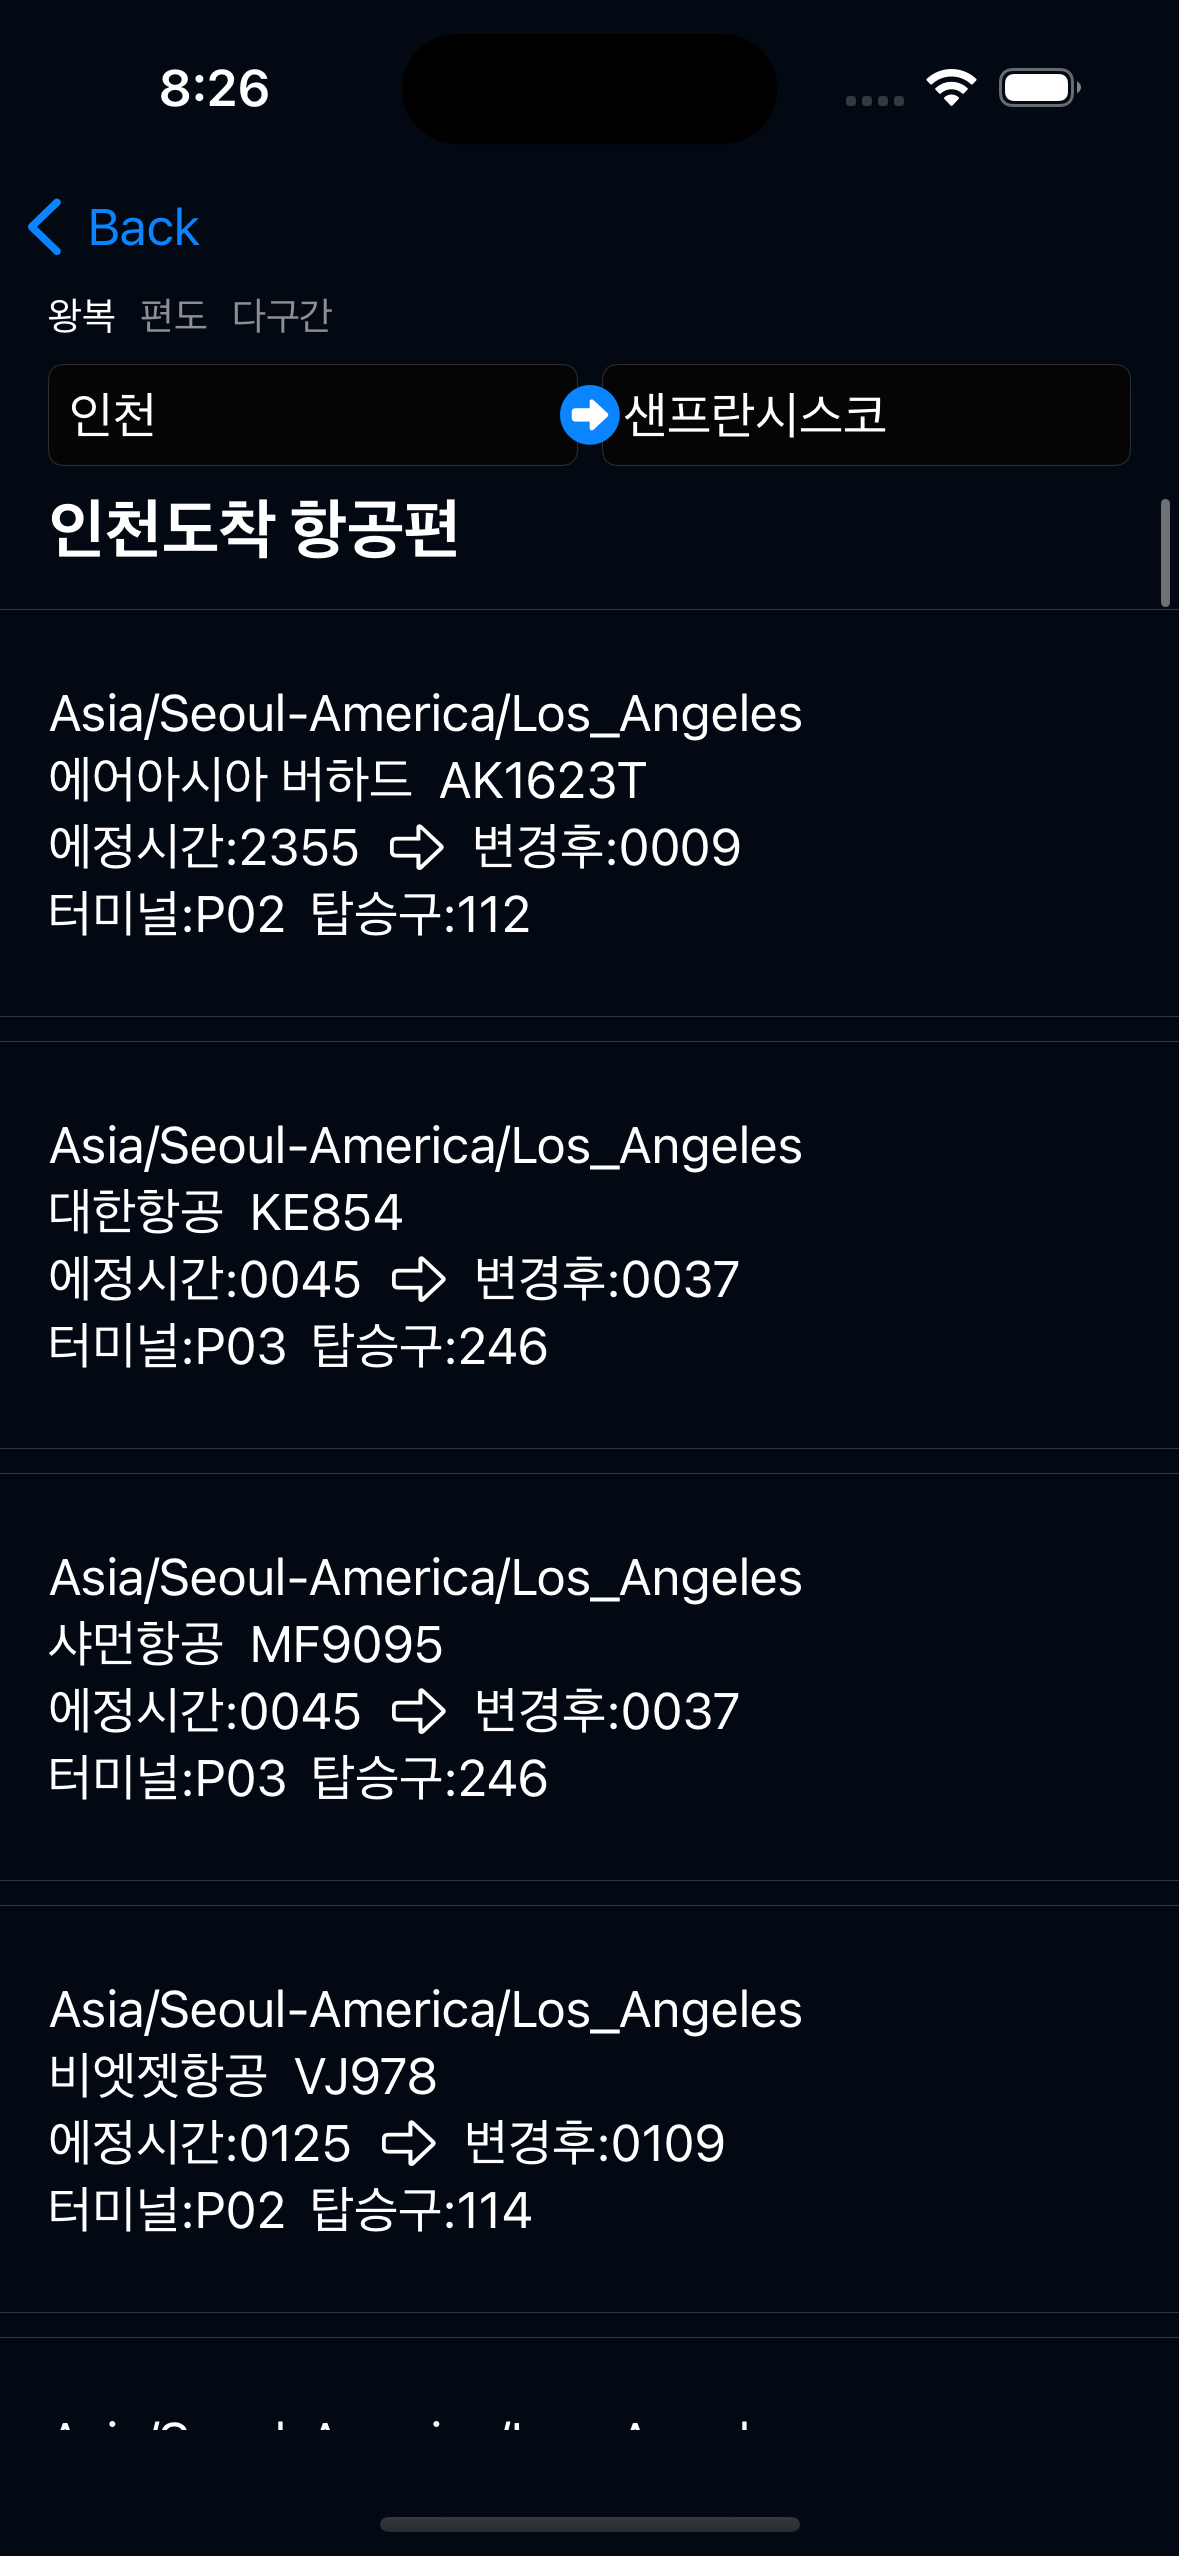 8:26
Back
왕복 편도 다구간
인천 샌프란시스코
인천도착 항공편
Asia/Seoul-America/Los_Angeles
에어아시아 버하드 AK1623T
에정시간:2355 ⇨ 변경후:0009
터미널:P02 탑승구:112
Asia/Seoul-America/Los_Angeles
대한항공 KE854
에정시간:0045 ⇨ 변경후:0037
터미널:P03 탑승구:246
Asia/Seoul-America/Los_Angeles
샤먼항공 MF9095
에정시간:0045 ⇨ 변경후:0037
터미널:P03 탑승구:246
Asia/Seoul-America/Los_Angeles
비엣젯항공 VJ978
에정시간:0125 ⇨ 변경후:0109
터미널:P02 탑승구:114